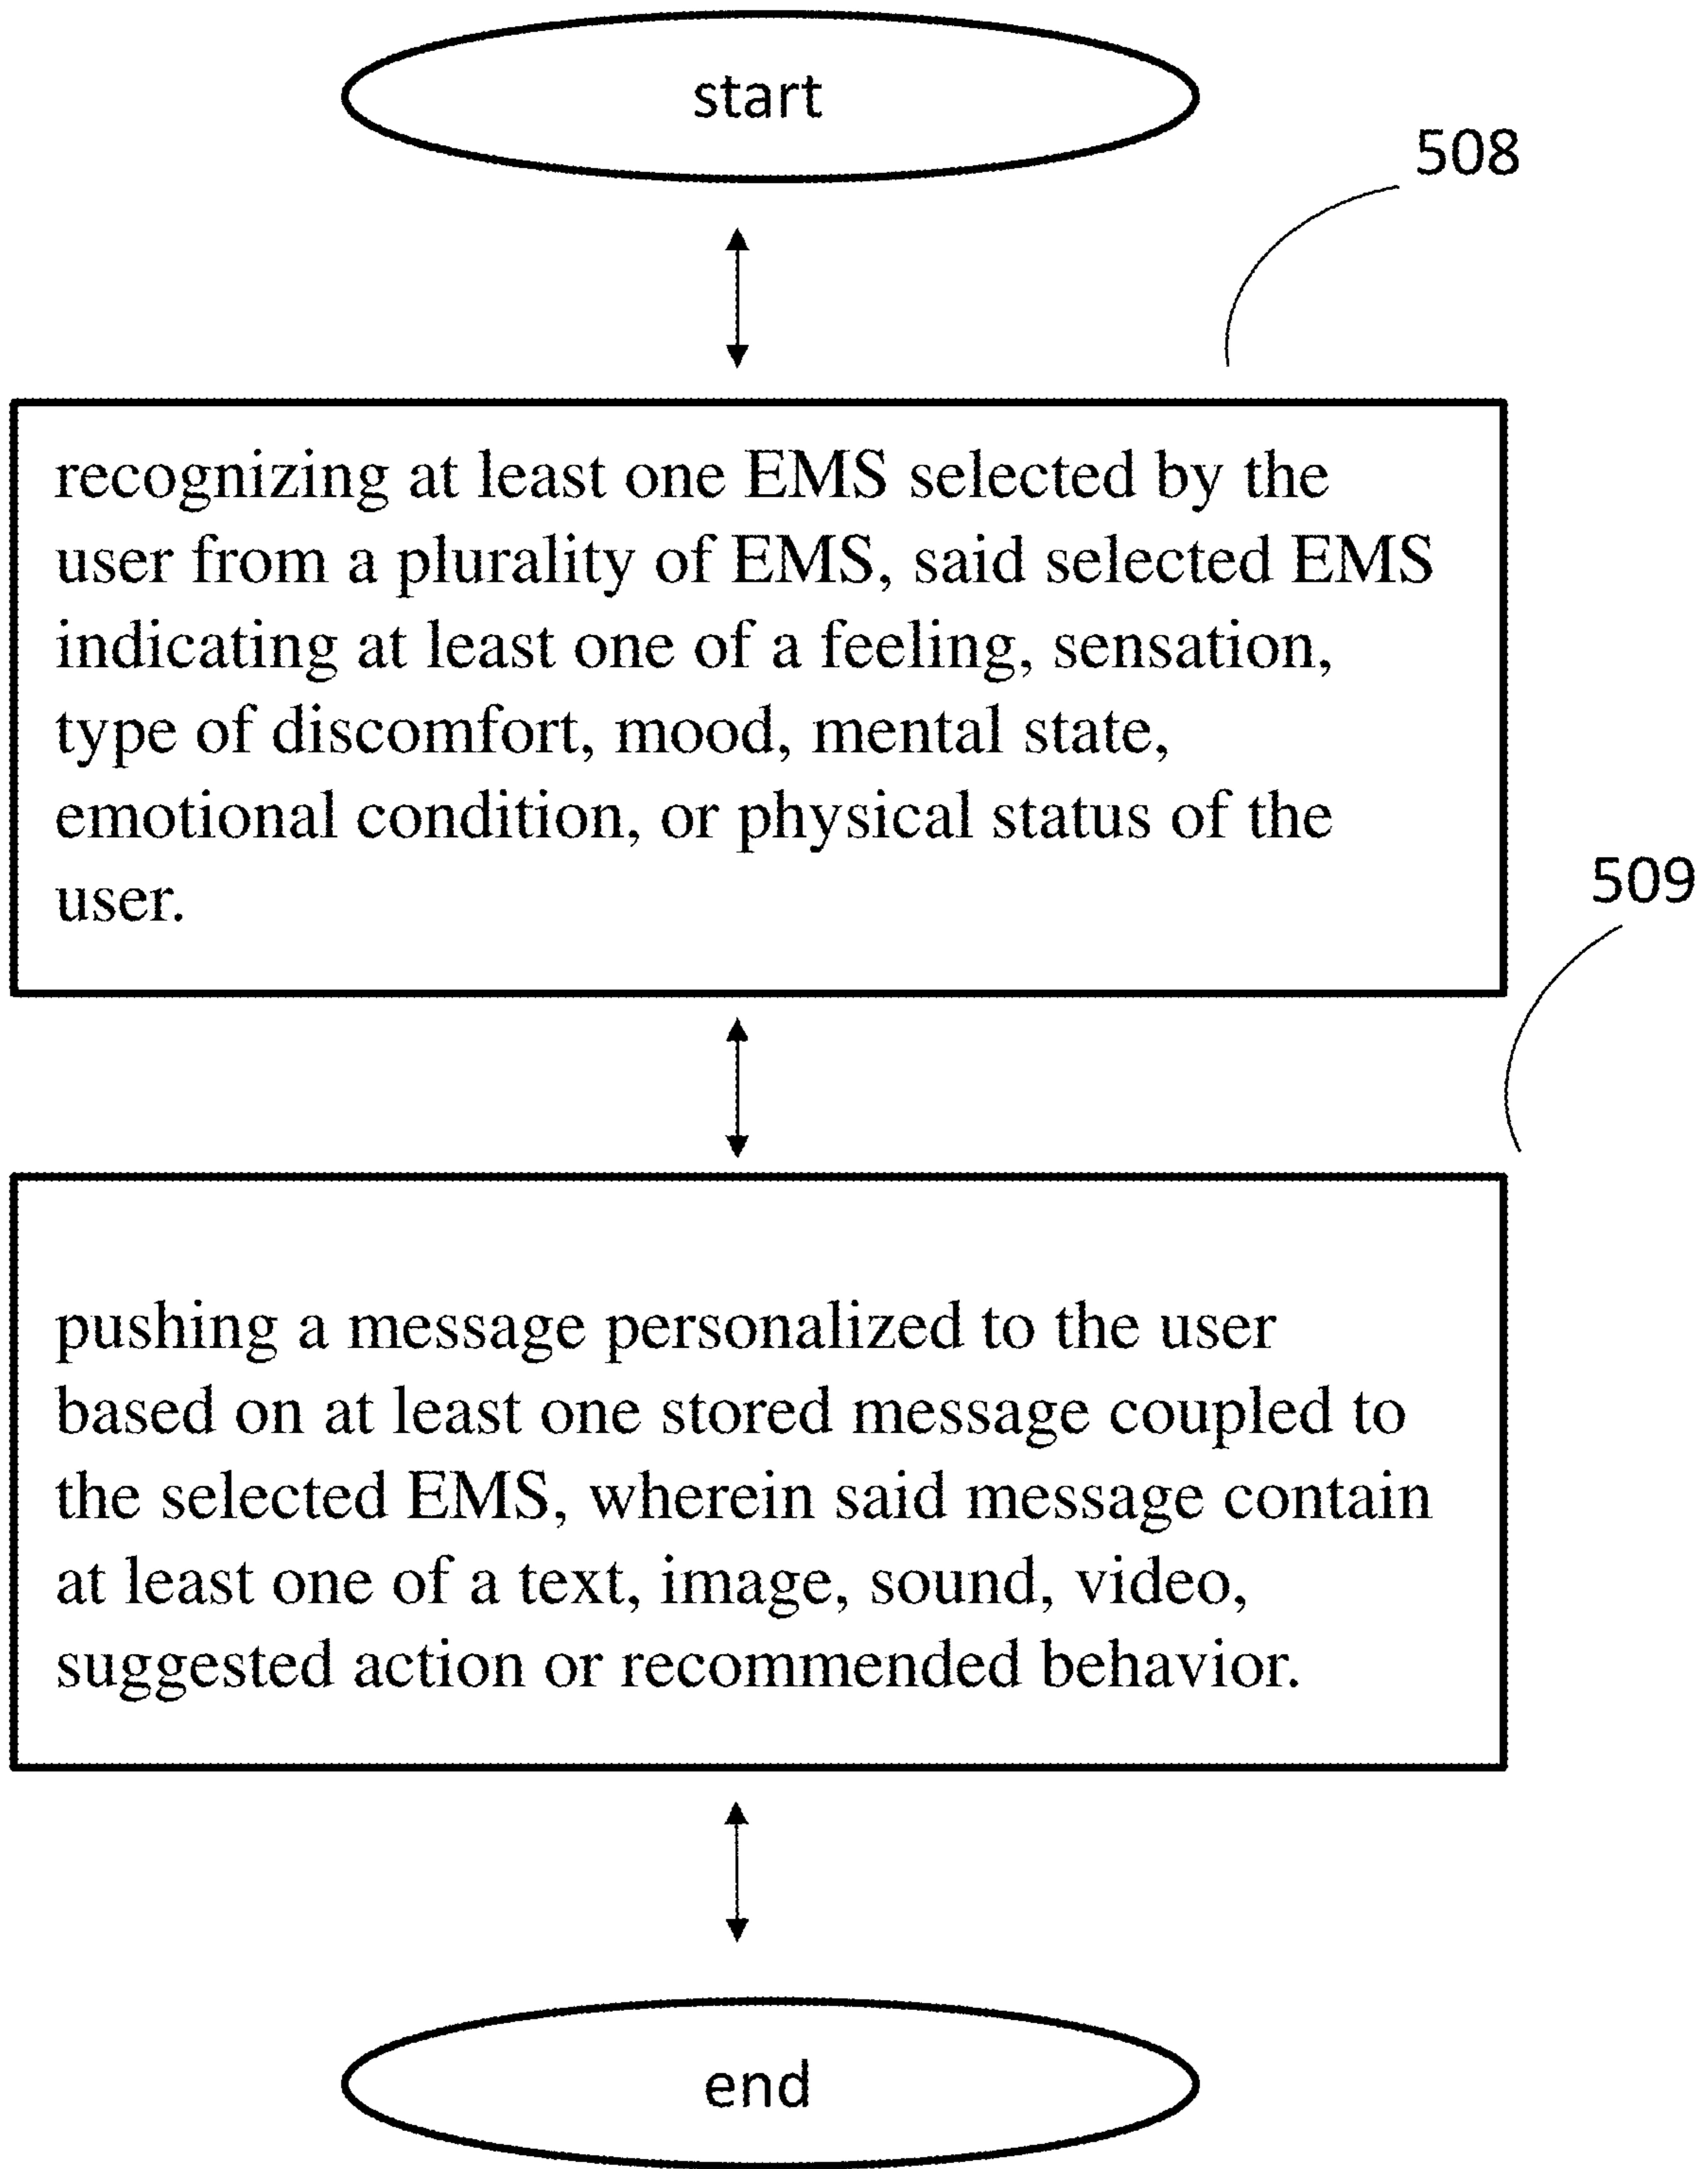 start
508
recognizing at least one EMS selected by the
user from a plurality of EMS, said selected EMS
indicating at least one of a feeling, sensation,
type of discomfort, mood, mental state,
emotional condition, or physical status of the
user.
509
pushing a message personalized to the user
based on at least one stored message coupled to
the selected EMS, wherein said message contain
at least one of a text, image, sound, video,
suggested action or recommended behavior.
end